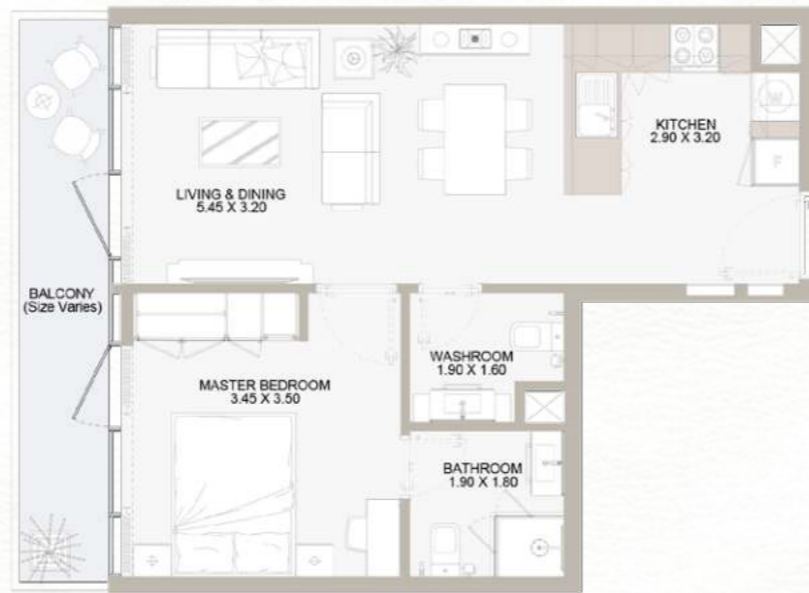 KITCHEN
2.90 X 3.20
W
F
LIVING & DINING
5.45 X 3.20
BALCONY
(Size Varies)
WASHROOM
1.90 X 1.60
MASTER BEDROOM
3.45 X 3.50
BATHROOM
1.90 X 1.80